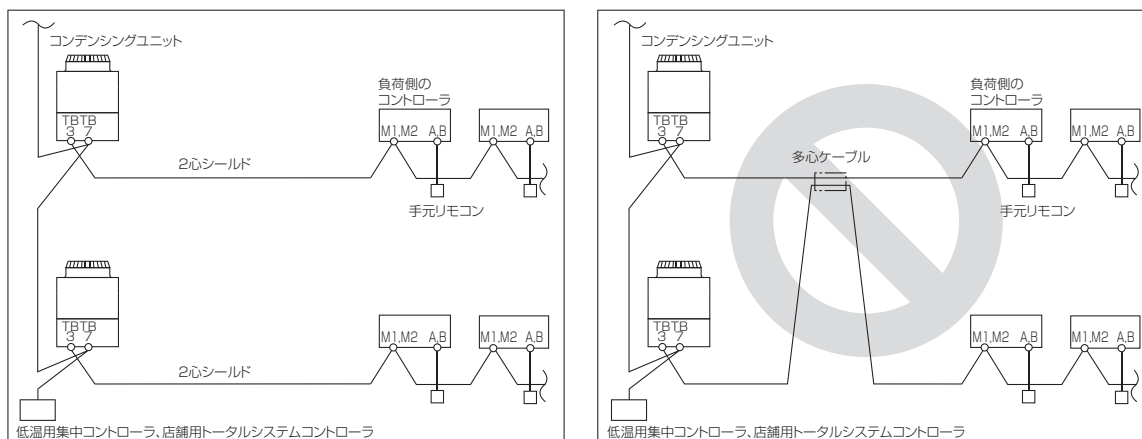 コンデンシングユニット
負荷側の
コントローラ
TBTB
3 7
M1,M2 A,B
M1,M2 A,B
2心シールド
手元リモコン
TBTB
3 7
M1,M2 A,B
M1,M2 A,B
2心シールド
低温用集中コントローラ、店舗用トータルシステムコントローラ
コンデンシングユニット
負荷側の
コントローラ
TBTB
3 7
M1,M2 A,B
M1,M2 A,B
多心ケーブル
手元リモコン
TBTB
3 7
M1,M2 A,B
M1,M2 A,B
低温用集中コントローラ、店舗用トータルシステムコントローラ